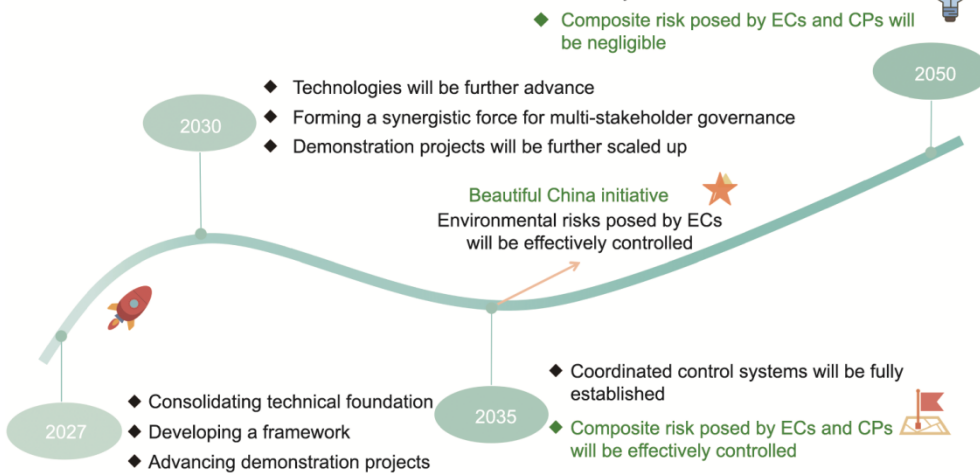 Composite risk posed by ECs and CPs will
be negligible
2050
2030
Technologies will be further advance
Forming a synergistic force for multi-stakeholder governance
Demonstration projects will be further scaled up
Beautiful China initiative
Environmental risks posed by ECs
will be effectively controlled
2027
Consolidating technical foundation
Developing a framework
Advancing demonstration projects
2035
Coordinated control systems will be fully
established
Composite risk posed by ECs and CPs
will be effectively controlled